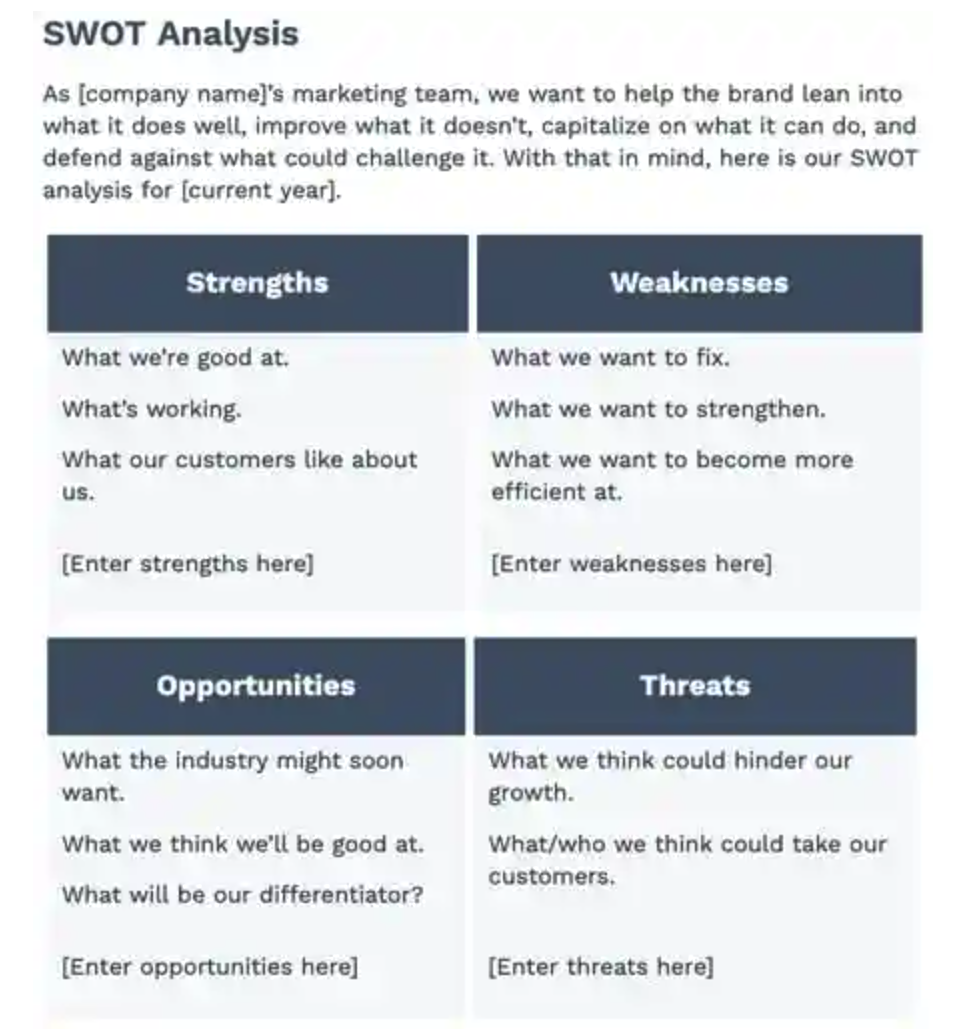 SWOT Analysis
As [company name]'s marketing team, we want to help the brand lean into
what it does well, improve what it doesn't, capitalize on what it can do, and
defend against what could challenge it. With that in mind, here is our SWOT
analysis for [current year].
Strengths
What we're good at.
What's working.
What our customers like about
us.
[Enter strengths here]
Weaknesses
What we want to fix.
What we want to strengthen.
What we want to become more
efficient at.
[Enter weaknesses here]
Opportunities
What the industry might soon
want.
What we think we'll be good at.
What will be our differentiator?
[Enter opportunities here]
Threats
What we think could hinder our
growth.
What/who we think could take our
customers.
[Enter threats here]